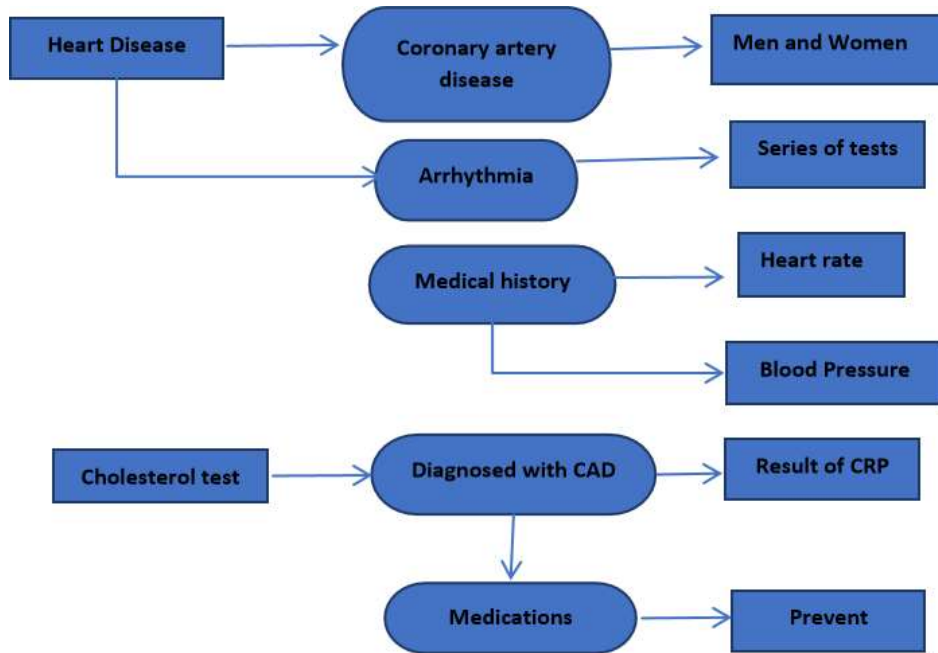 Heart Disease
Coronary artery
disease
Men and Women
Arrhythmia
Series of tests
Medical history
Heart rate
Blood Pressure
Cholesterol test
Diagnosed with CAD
Result of CRP
Medications
Prevent